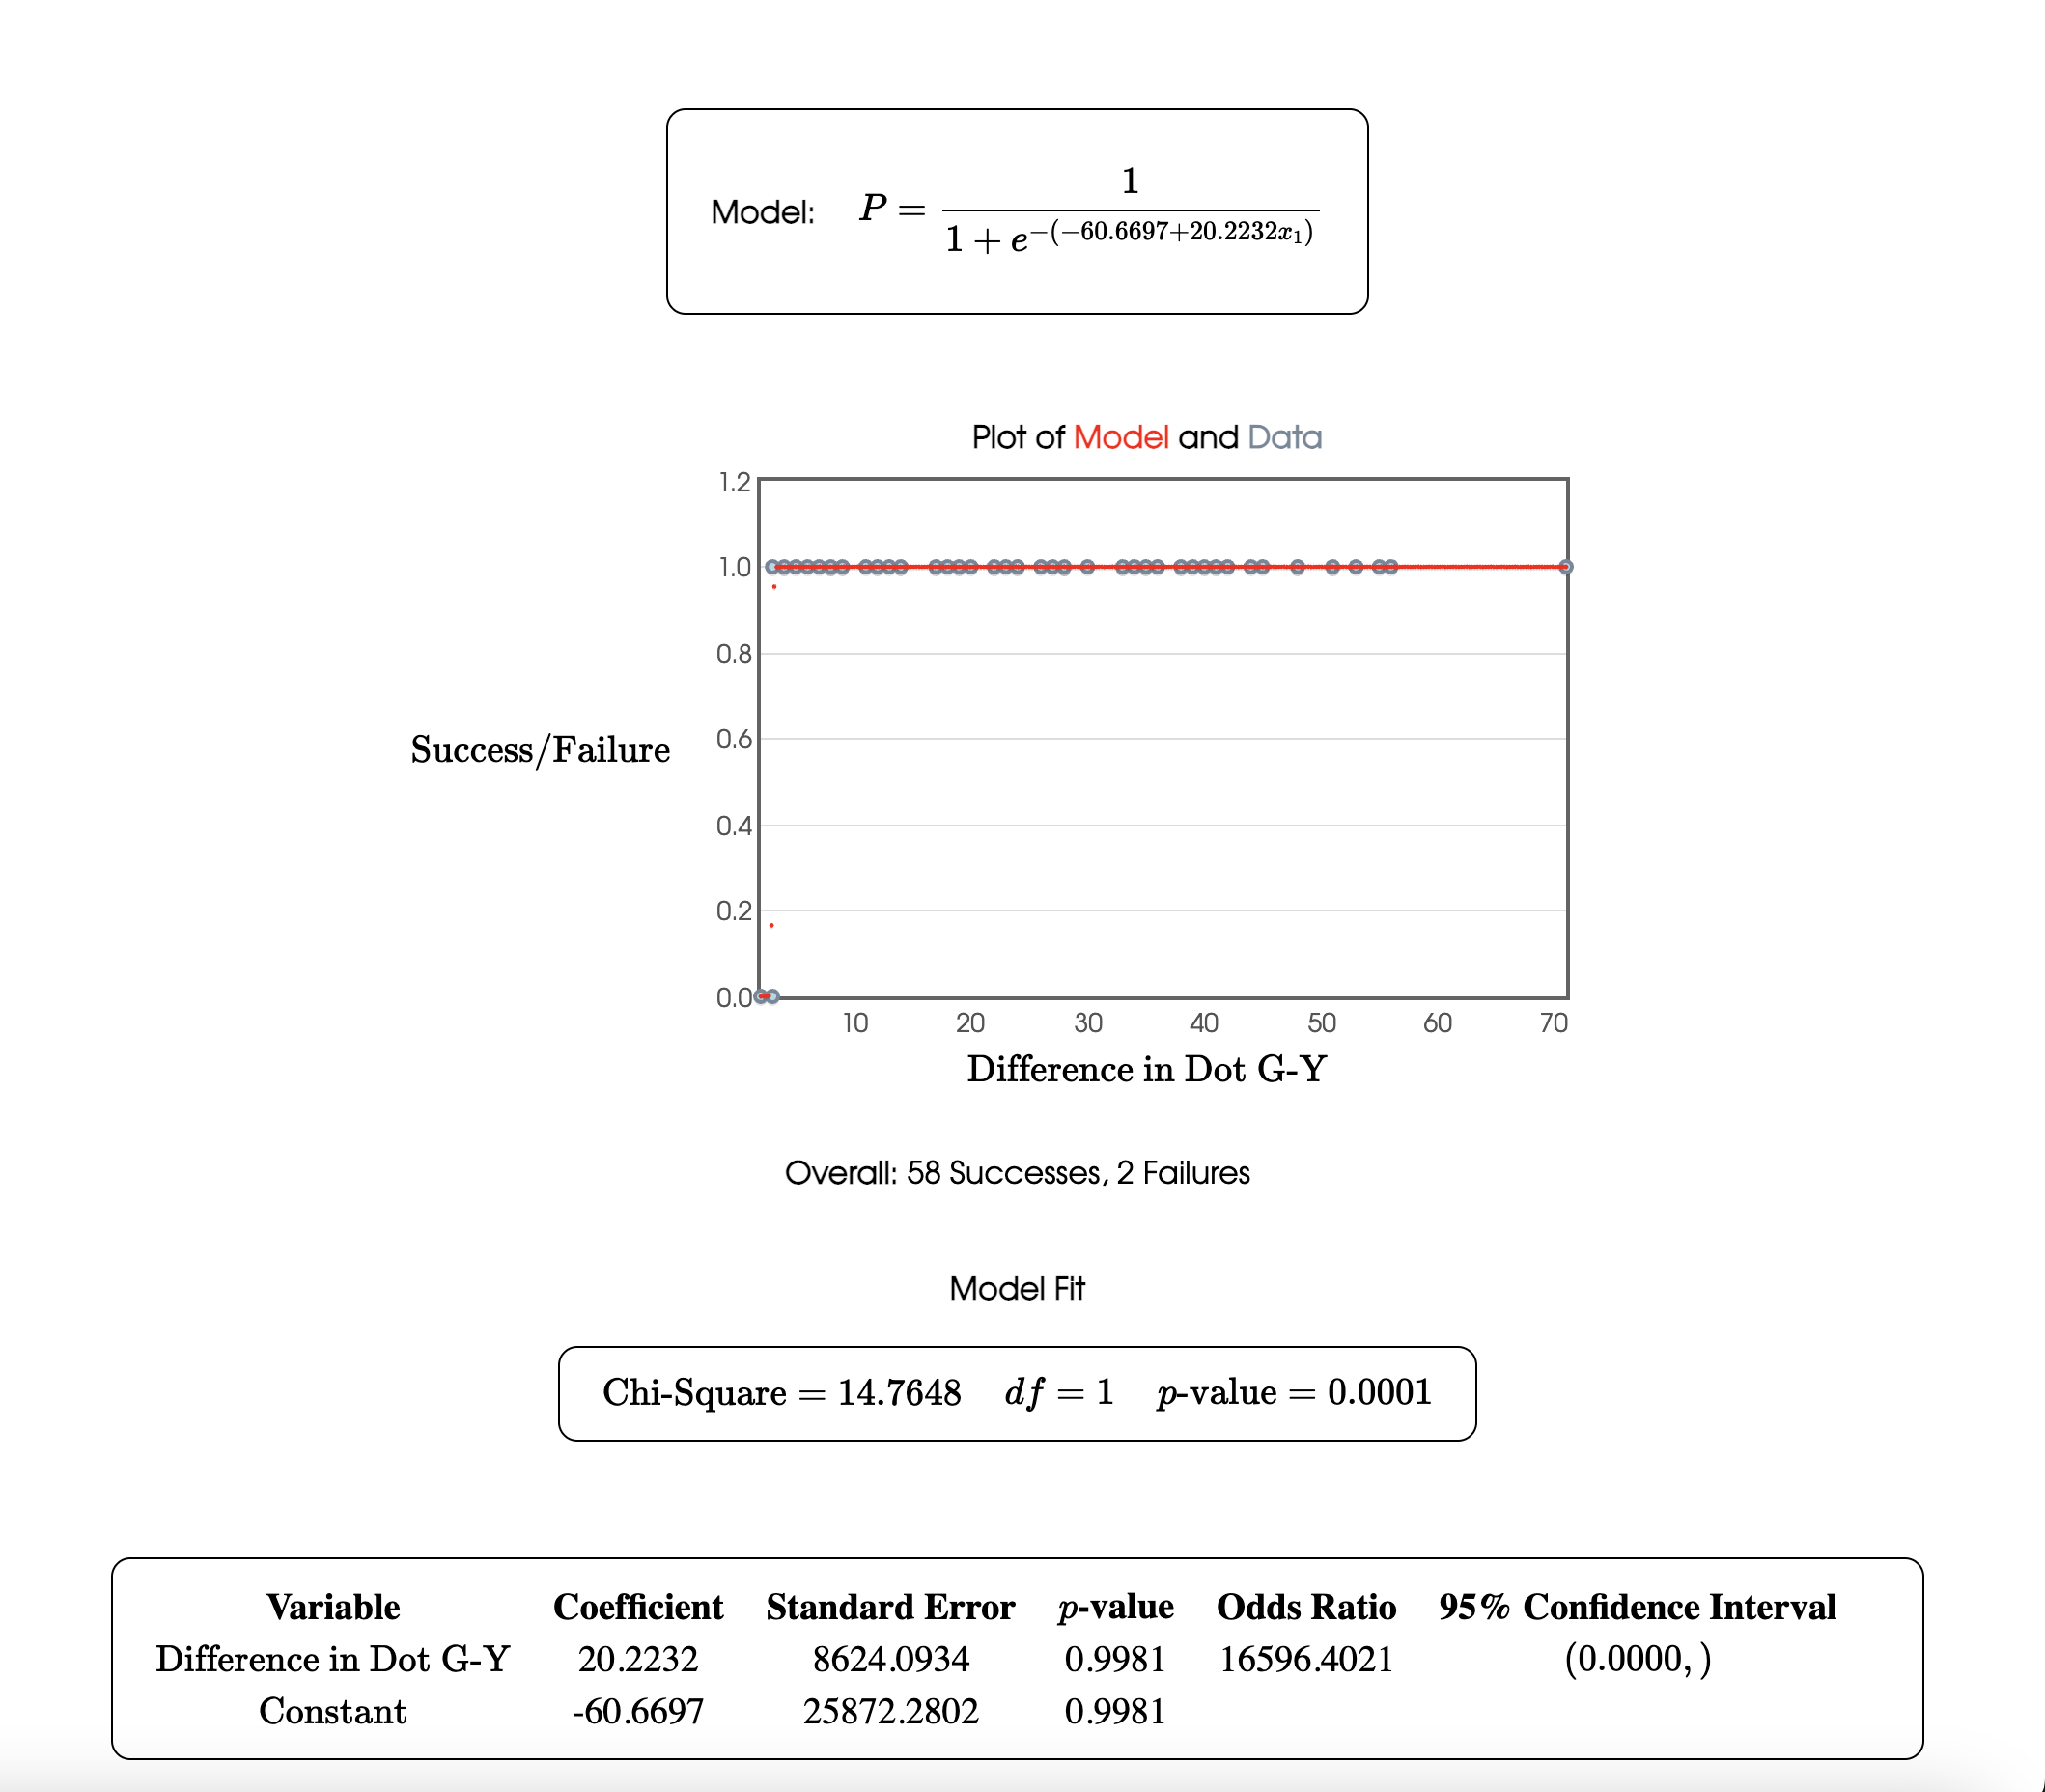 Model: P = 1 / (1 + e^−(−60.6697+20.2232x₁))
Plot of Model and Data
1.2
1.0
0.8
0.6
Success/Failure
0.4
0.2
0.0
10 20 30 40 50 60 70
Difference in Dot G-Y
Overall: 58 Successes, 2 Failures
Model Fit
Chi-Square = 14.7648 df = 1 p-value = 0.0001
Variable Coefficient Standard Error p-value Odds Ratio 95% Confidence Interval
Difference in Dot G-Y 20.2232 8624.0934 0.9981 16596.4021 (0.0000, )
Constant -60.6697 25872.2802 0.9981